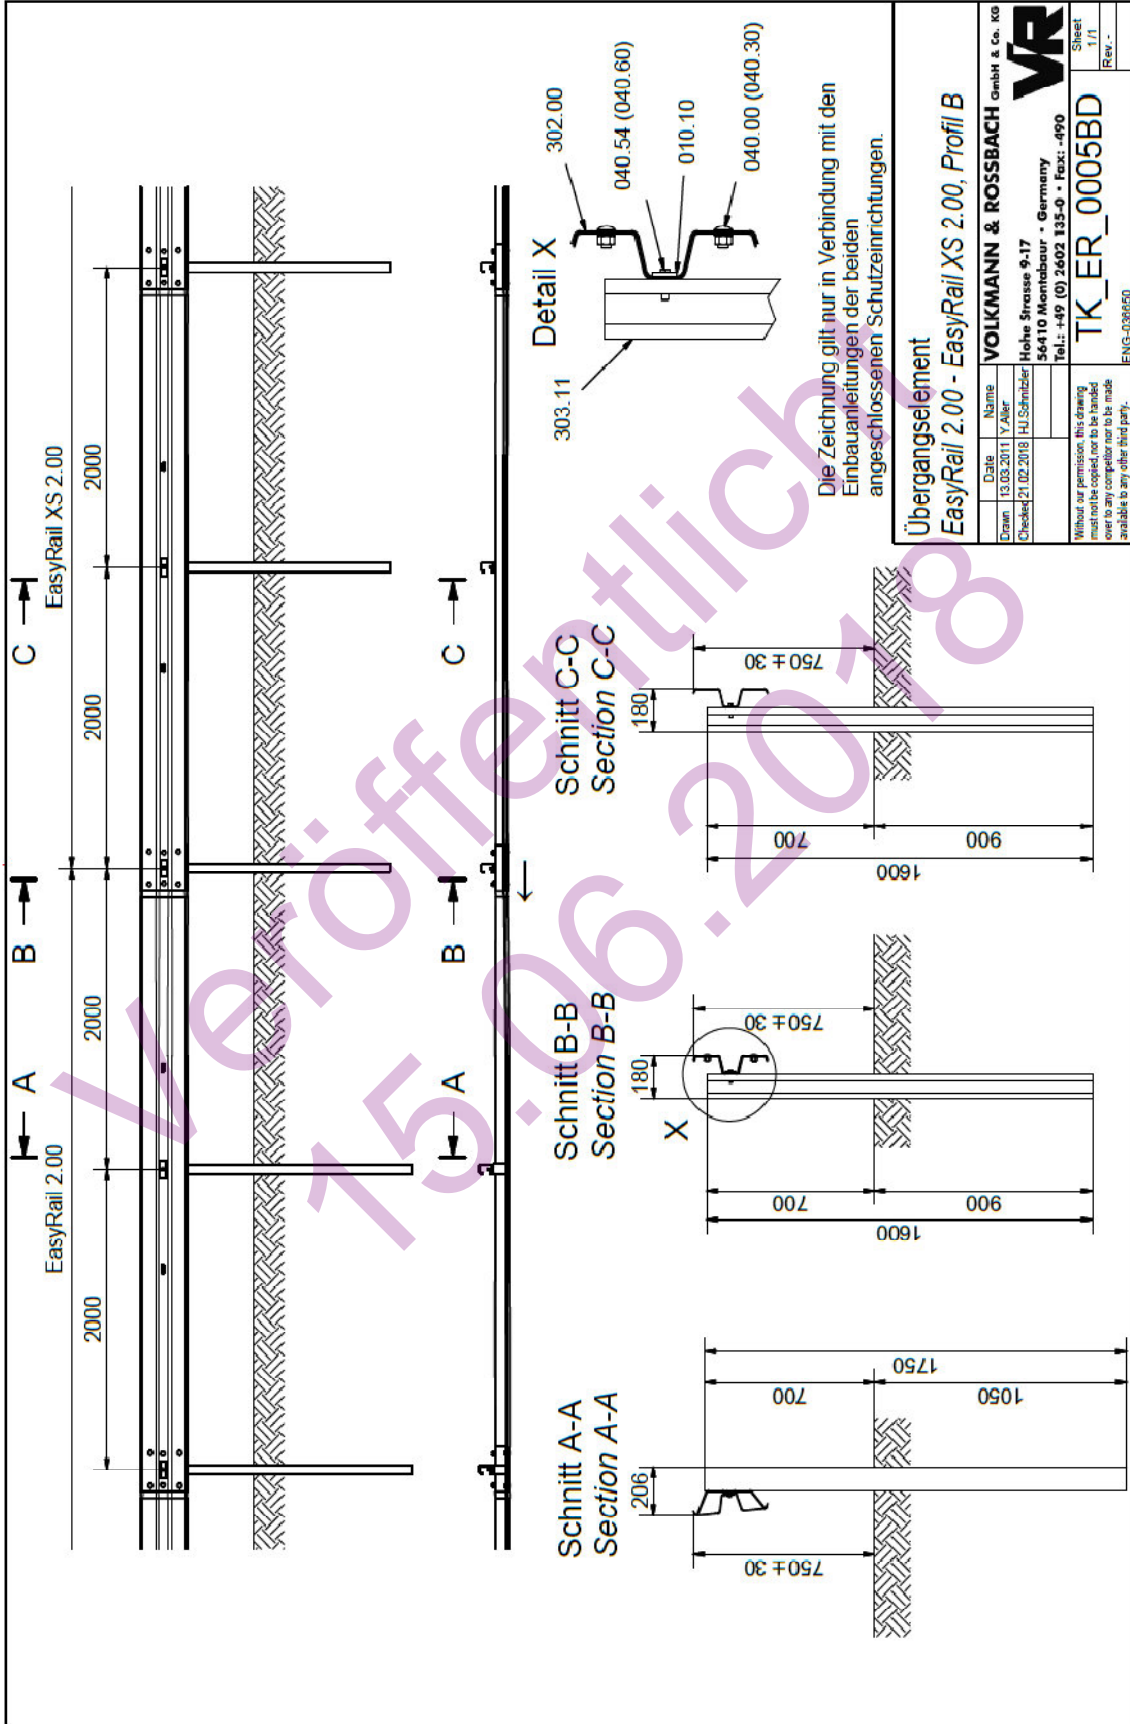 EasyRail 2.00
EasyRail XS 2.00
2000
2000
2000
2000
A
B
C
A
B
C
Schnitt A-A
Section A-A
206
750±30
700
1050
1750
Schnitt B-B
Section B-B
180
X
750±30
700
900
1600
Schnitt C-C
Section C-C
180
750±30
700
900
1600
Detail X
303.11
302.00
040.54 (040.60)
010.10
040.00 (040.30)
Die Zeichnung gilt nur in Verbindung mit den
Einbauanleitungen der beiden
angeschlossenen Schutzeinrichtungen.
Übergangselement
EasyRail 2.00 - EasyRail XS 2.00, Profil B
Date Name
Drawn 13.03.2011 Y.Aller
Checked 21.02.2018 HJ.Schnitzler
VOLKMANN & ROSSBACH GmbH & Co. KG
Hohe Strasse 9-17
56410 Montabaur • Germany
Tel.: +49 (0) 2602 135-0 • Fax: -490
VR
Without our permission, this drawing
must not be copied, nor to be handed
over to any competitor nor to be made
available to any other third party.
TK_ER_0005BD
ENG-036650
Sheet
1/1
Rev. -
Veröffentlicht
15.06.2018